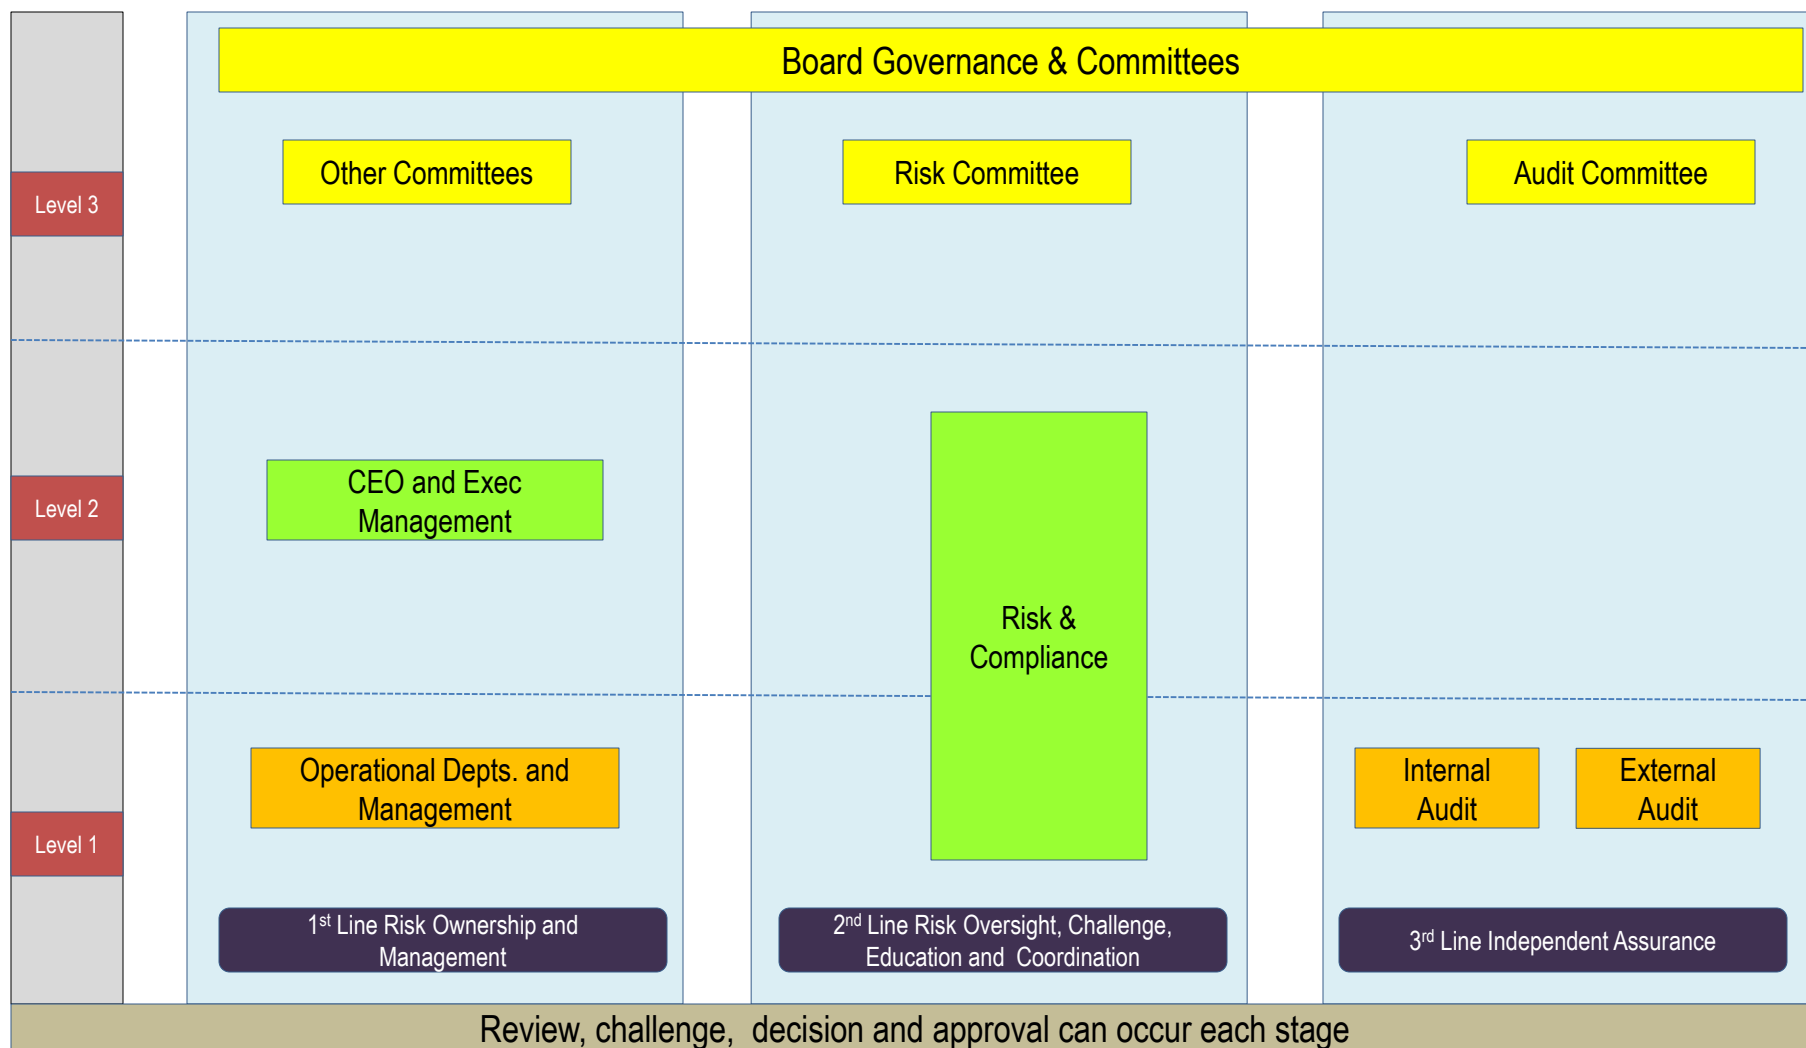 Board Governance & Committees
Other Committees
Risk Committee
Audit Committee
Level 3
CEO and Exec
Management
Level 2
Risk &
Compliance
Operational Depts. and
Management
Internal
Audit
External
Audit
Level 1
1st Line Risk Ownership and
Management
2nd Line Risk Oversight, Challenge,
Education and  Coordination
3rd Line Independent Assurance
Review, challenge,  decision and approval can occur each stage